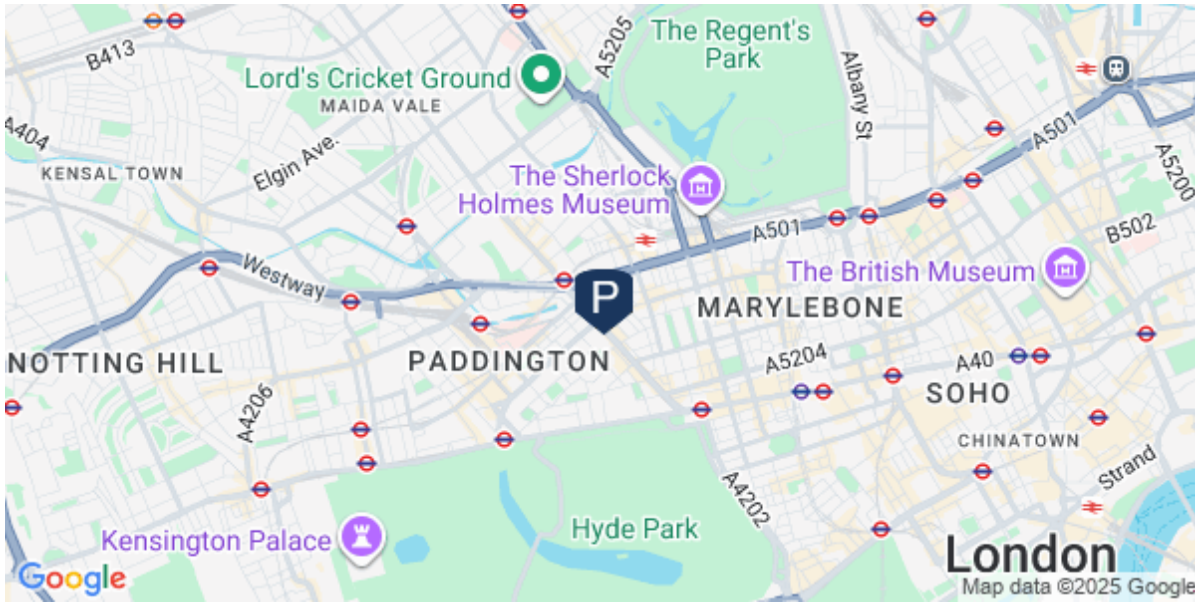 B413
A5205
The Regent's
Park
Albany St
Lord's Cricket Ground
MAIDA VALE
A404
A501
Elgin Ave.
KENSAL TOWN
A5200
The Sherlock
Holmes Museum
A501
B502
Westway
The British Museum
P
MARYLEBONE
NOTTING HILL
PADDINGTON
A5204
A40
A4206
SOHO
CHINATOWN
Strand
A4202
Kensington Palace
Hyde Park
London
Google
Map data ©2025 Google